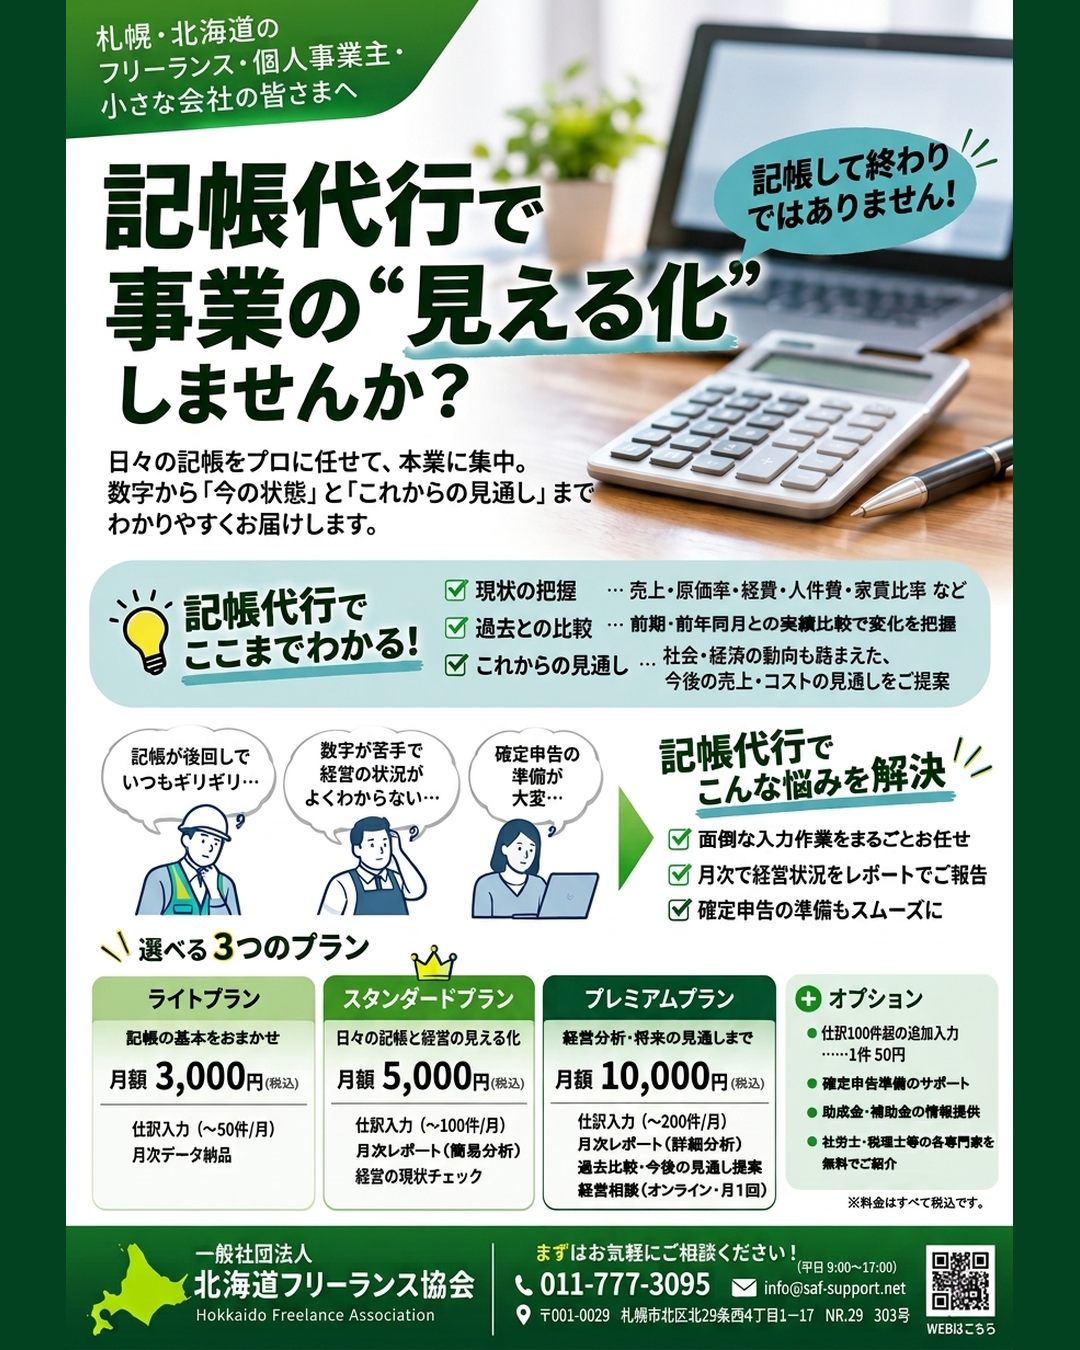 札幌・北海道の
フリーランス・個人事業主・
小さな会社の皆さまへ
記帳して終わり
ではありません!
記帳代行で
事業の“見える化”
しませんか?
日々の記帳をプロに任せて、本業に集中。
数字から「今の状態」と「これからの見通し」まで
わかりやすくお届けします。
記帳代行で
ここまでわかる!
現状の把握 … 売上・原価率・経費・人件費・家賃比率 など
過去との比較 … 前期・前年同月との実績比較で変化を把握
これからの見通し … 社会・経済の動向も踏まえた、
今後の売上・コストの見通しをご提案
記帳が後回しで
いつもギリギリ…
数字が苦手で
経営の状況が
よくわからない…
確定申告の
準備が
大変…
記帳代行で
こんな悩みを解決
面倒な入力作業をまるごとお任せ
月次で経営状況をレポートでご報告
確定申告の準備もスムーズに
選べる3つのプラン
ライトプラン
記帳の基本をおまかせ
月額 3,000円(税込)
仕訳入力(〜50件/月)
月次データ納品
スタンダードプラン
日々の記帳と経営の見える化
月額 5,000円(税込)
仕訳入力(〜100件/月)
月次レポート(簡易分析)
経営の現状チェック
プレミアムプラン
経営分析・将来の見通しまで
月額 10,000円(税込)
仕訳入力(〜200件/月)
月次レポート(詳細分析)
過去比較・今後の見通し提案
経営相談(オンライン・月1回)
オプション
仕訳100件超の追加入力
……1件 50円
確定申告準備のサポート
助成金・補助金の情報提供
社労士・税理士等の各専門家を
無料でご紹介
※料金はすべて税込です。
一般社団法人
北海道フリーランス協会
Hokkaido Freelance Association
まずはお気軽にご相談ください!
(平日 9:00〜17:00)
011-777-3095 info@saf-support.net
〒001-0029 札幌市北区北29条西4丁目1−17 NR.29 303号
WEBはこちら